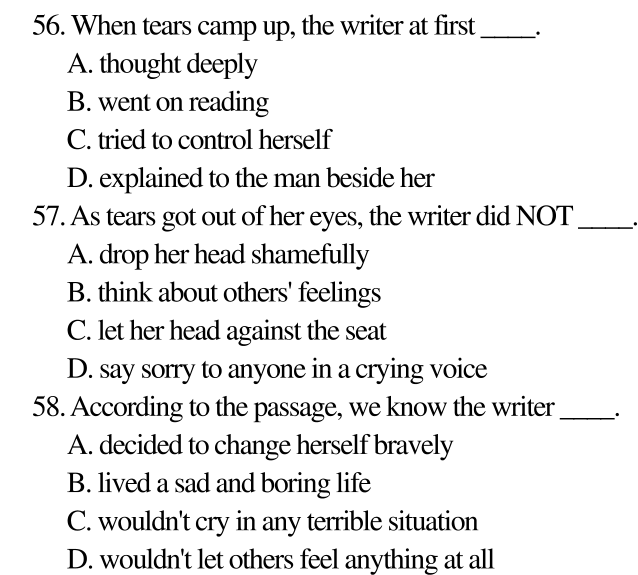 56. When tears camp up, the writer at first ____.
A. thought deeply
B. went on reading
C. tried to control herself
D. explained to the man beside her
57. As tears got out of her eyes, the writer did NOT ____.
A. drop her head shamefully
B. think about others' feelings
C. let her head against the seat
D. say sorry to anyone in a crying voice
58. According to the passage, we know the writer ____.
A. decided to change herself bravely
B. lived a sad and boring life
C. wouldn't cry in any terrible situation
D. wouldn't let others feel anything at all